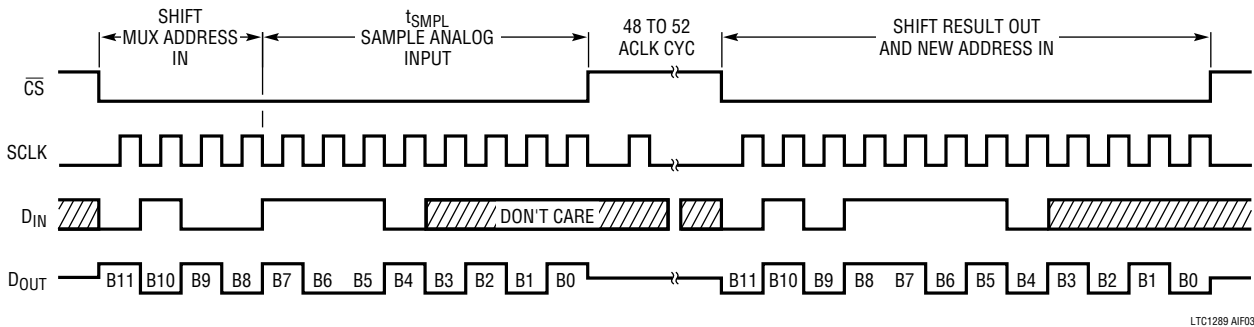 SHIFT
MUX ADDRESS
IN
tSMPL
SAMPLE ANALOG
INPUT
48 TO 52
ACLK CYC
SHIFT RESULT OUT
AND NEW ADDRESS IN
CS
SCLK
DIN
DON'T CARE
DOUT
B11 B10 B9 B8 B7 B6 B5 B4 B3 B2 B1 B0
B11 B10 B9 B8 B7 B6 B5 B4 B3 B2 B1 B0
LTC1289 AIF03